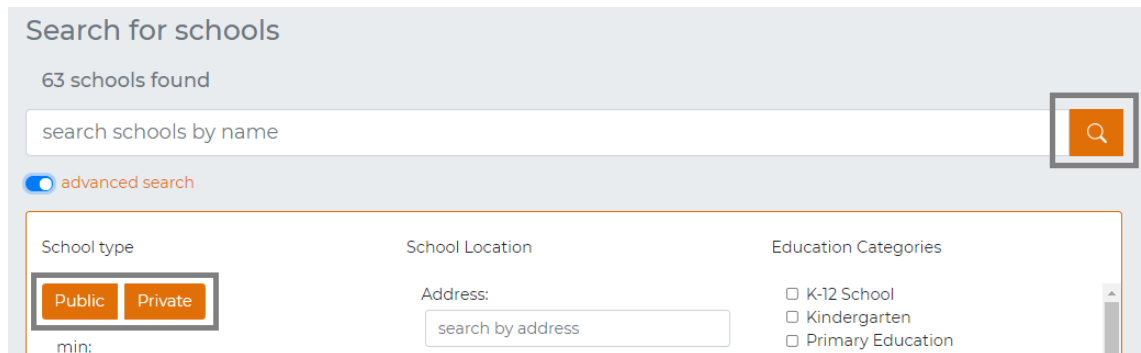 Search for schools
63 schools found
search schools by name
advanced search
School type
Public Private
min:
School Location
Address:
search by address
Education Categories
K-12 School
Kindergarten
Primary Education